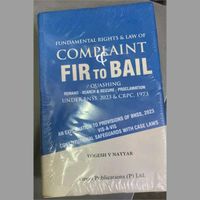 FUNDAMENTAL RIGHTS & LAW OF
COMPLAINT
&
FIR TO BAIL
/ QUASHING
REMAND - SEARCH & SEIZURE - PROCLAMATION
UNDER BNSS, 2023 & CRPC, 1973
AN EXPLANATION TO PROVISIONS OF BNSS, 2023
VIS-A-VIS
CONSTITUTIONAL SAFEGUARDS WITH CASE LAWS
YOGESH V NAYYAR
Publications (P) Ltd.